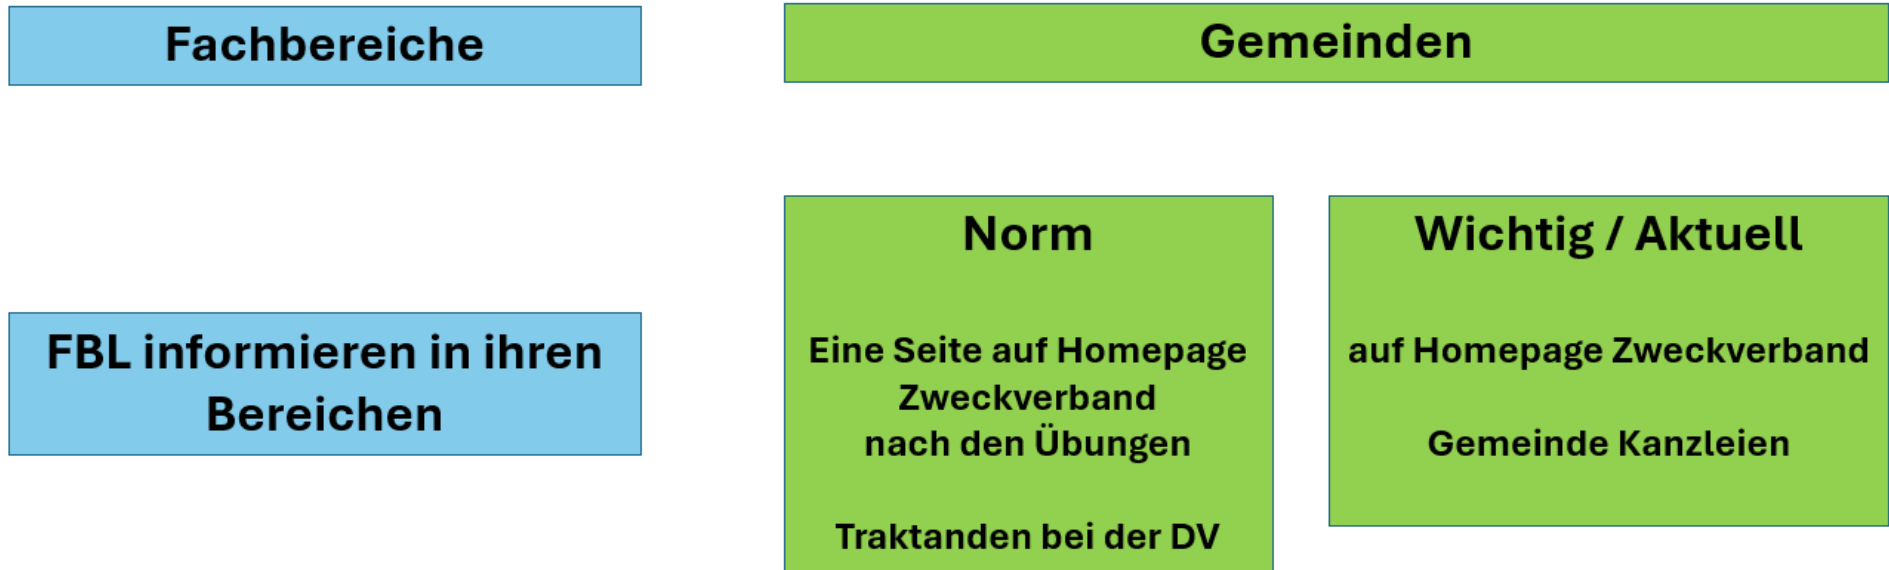 Fachbereiche
Gemeinden
FBL informieren in ihren
Bereichen
Norm
Eine Seite auf Homepage
Zweckverband
nach den Übungen
Traktanden bei der DV
Wichtig / Aktuell
auf Homepage Zweckverband
Gemeinde Kanzleien